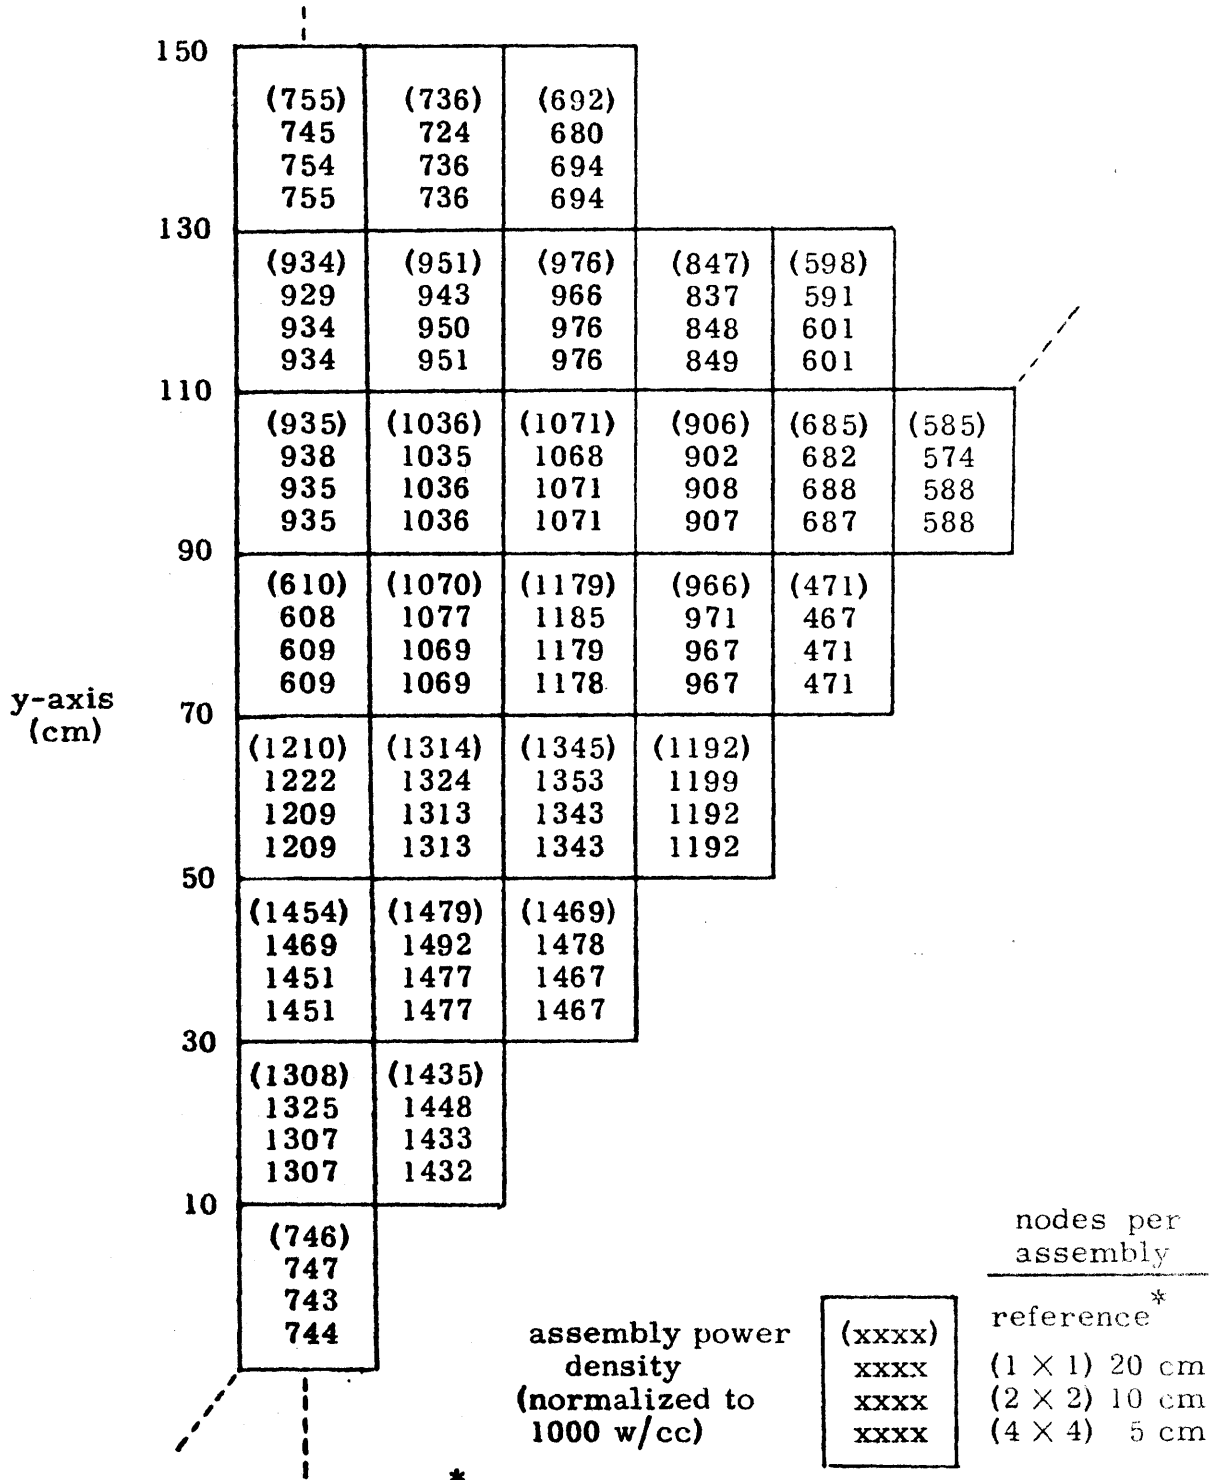 150
(755) (736) (692)
745 724 680
754 736 694
755 736 694
130
(934) (951) (976) (847) (598)
929 943 966 837 591
934 950 976 848 601
934 951 976 849 601
110
(935) (1036) (1071) (906) (685) (585)
938 1035 1068 902 682 574
935 1036 1071 908 688 588
935 1036 1071 907 687 588
90
(610) (1070) (1179) (966) (471)
608 1077 1185 971 467
609 1069 1179 967 471
609 1069 1178 967 471
y-axis
(cm)
70
(1210) (1314) (1345) (1192)
1222 1324 1353 1199
1209 1313 1343 1192
1209 1313 1343 1192
50
(1454) (1479) (1469)
1469 1492 1478
1451 1477 1467
1451 1477 1467
30
(1308) (1435)
1325 1448
1307 1433
1307 1432
10
(746)
747
743
744
assembly power
density
(normalized to
1000 w/cc)
(xxxx)
xxxx
xxxx
xxxx
nodes per
assembly
reference*
(1 × 1) 20 cm
(2 × 2) 10 cm
(4 × 4) 5 cm
*